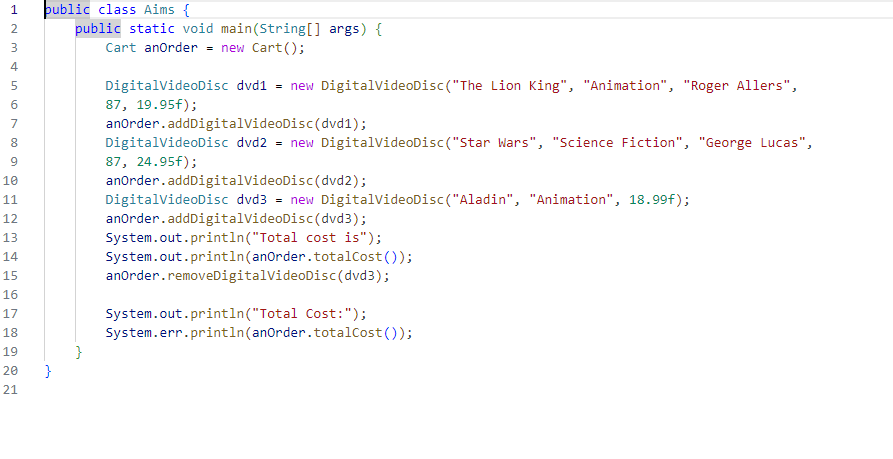 1 public class Aims {
2 public static void main(String[] args) {
3 Cart anOrder = new Cart();
4
5 DigitalVideoDisc dvd1 = new DigitalVideoDisc("The Lion King", "Animation", "Roger Allers",
6 87, 19.95f);
7 anOrder.addDigitalVideoDisc(dvd1);
8 DigitalVideoDisc dvd2 = new DigitalVideoDisc("Star Wars", "Science Fiction", "George Lucas",
9 87, 24.95f);
10 anOrder.addDigitalVideoDisc(dvd2);
11 DigitalVideoDisc dvd3 = new DigitalVideoDisc("Aladin", "Animation", 18.99f);
12 anOrder.addDigitalVideoDisc(dvd3);
13 System.out.println("Total cost is");
14 System.out.println(anOrder.totalCost());
15 anOrder.removeDigitalVideoDisc(dvd3);
16
17 System.out.println("Total Cost:");
18 System.err.println(anOrder.totalCost());
19 }
20 }
21